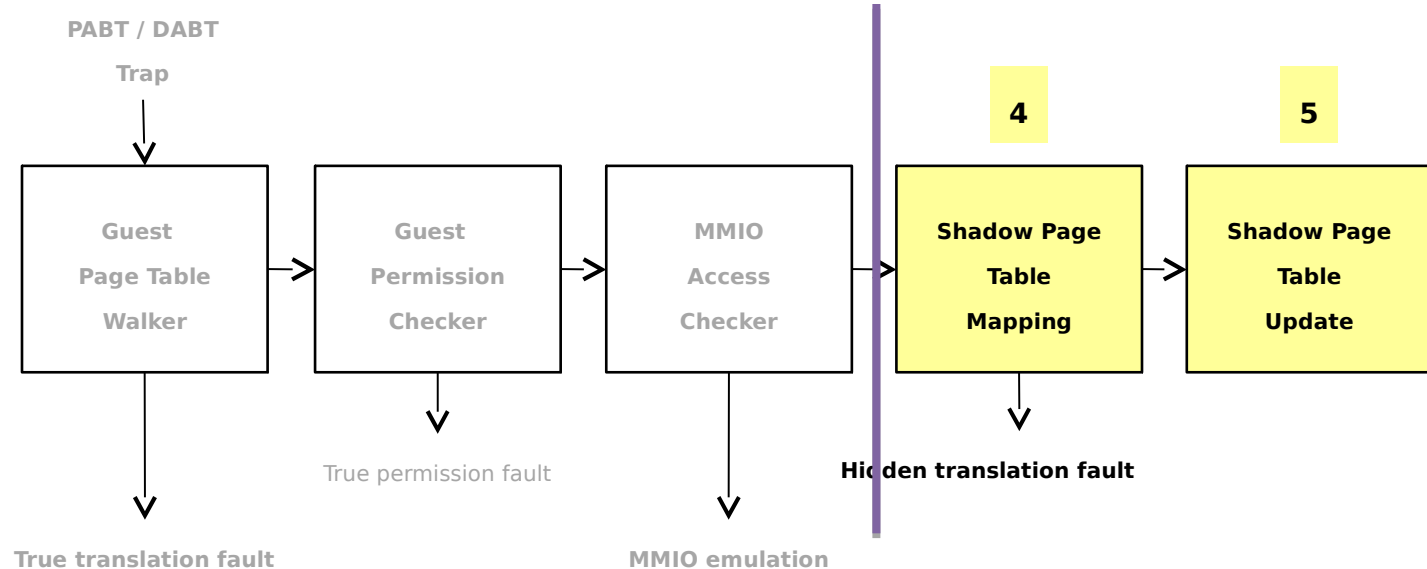 PABT / DABT
Trap
4
5
Guest
Page Table
Walker
Guest
Permission
Checker
MMIO
Access
Checker
Shadow Page
Table
Mapping
Shadow Page
Table
Update
True permission fault
Hidden translation fault
True translation fault
MMIO emulation